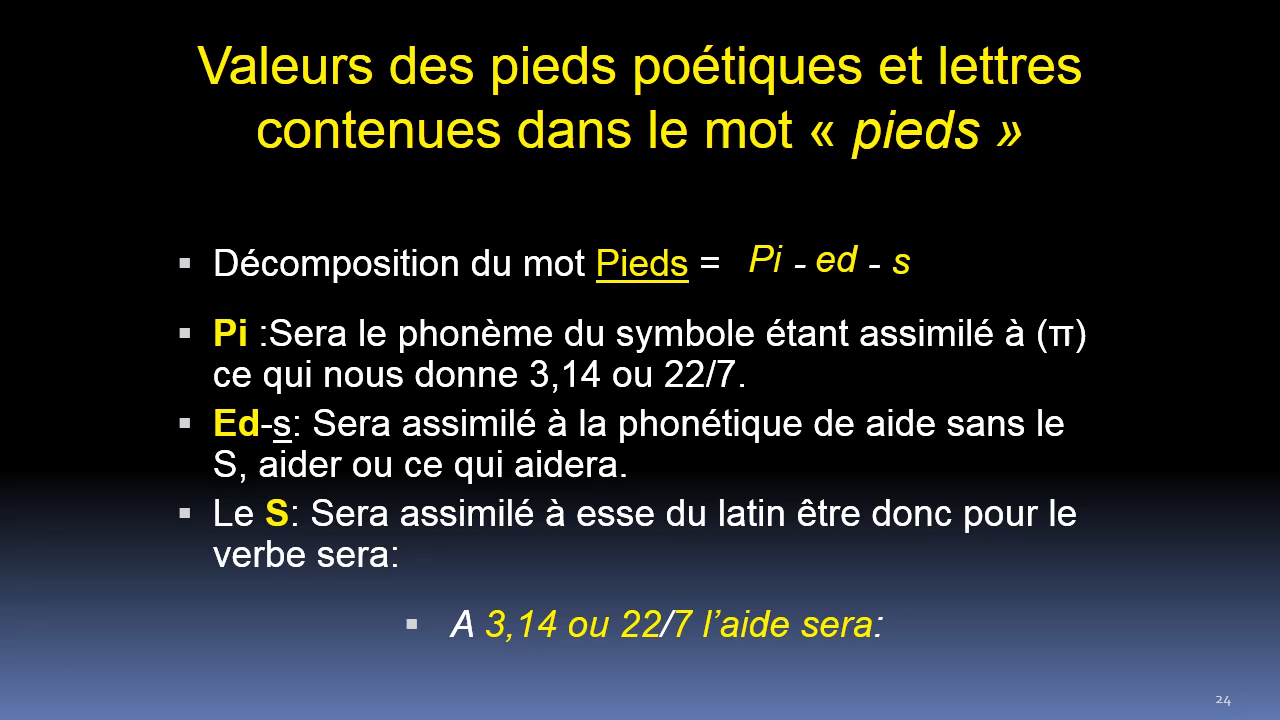 Valeurs des pieds poétiques et lettres
contenues dans le mot « pieds »
▪ Décomposition du mot Pieds = Pi - ed - s
▪ Pi :Sera le phonème du symbole étant assimilé à (π)
ce qui nous donne 3,14 ou 22/7.
▪ Ed-s: Sera assimilé à la phonétique de aide sans le
S, aider ou ce qui aidera.
▪ Le S: Sera assimilé à esse du latin être donc pour le
verbe sera:
▪ A 3,14 ou 22/7 l’aide sera:
24